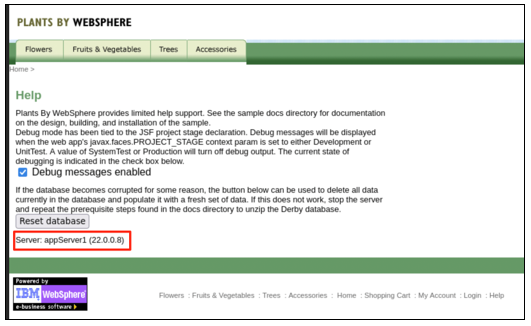 PLANTS BY WEBSPHERE
Flowers Fruits & Vegetables Trees Accessories
Home >
Help
Plants By WebSphere provides limited help support. See the sample docs directory for documentation
on the design, building, and installation of the sample.
Debug mode has been tied to the JSF project stage declaration. Debug messages will be displayed
when the web app's javax.faces.PROJECT_STAGE context param is set to either Development or
UnitTest. A value of SystemTest or Production will turn off debug output. The current state of
debugging is indicated in the check box below.
Debug messages enabled
If the database becomes corrupted for some reason, the button below can be used to delete all data
currently in the database and populate it with a fresh set of data. If this does not work, stop the server
and repeat the prerequisite steps found in the docs directory to unzip the Derby database.
Reset database
Server: appServer1 (22.0.0.8)
Powered by
IBM WebSphere
e-business software
Flowers : Fruits & Vegetables : Trees : Accessories : Home : Shopping Cart : My Account : Login : Help